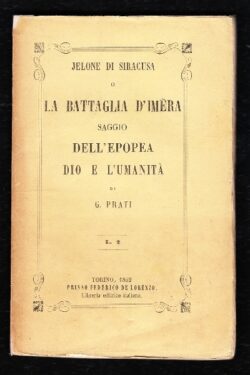 JELONE DI SIRACUSA
O
LA BATTAGLIA D'IMÈRA
SAGGIO
DELL'EPOPEA
DIO E L'UMANITÀ
DI
G. PRATI
L. 2
TORINO, 1852
PRESSO FEDERICO DE LORENZO,
Libreria editrice italiana.